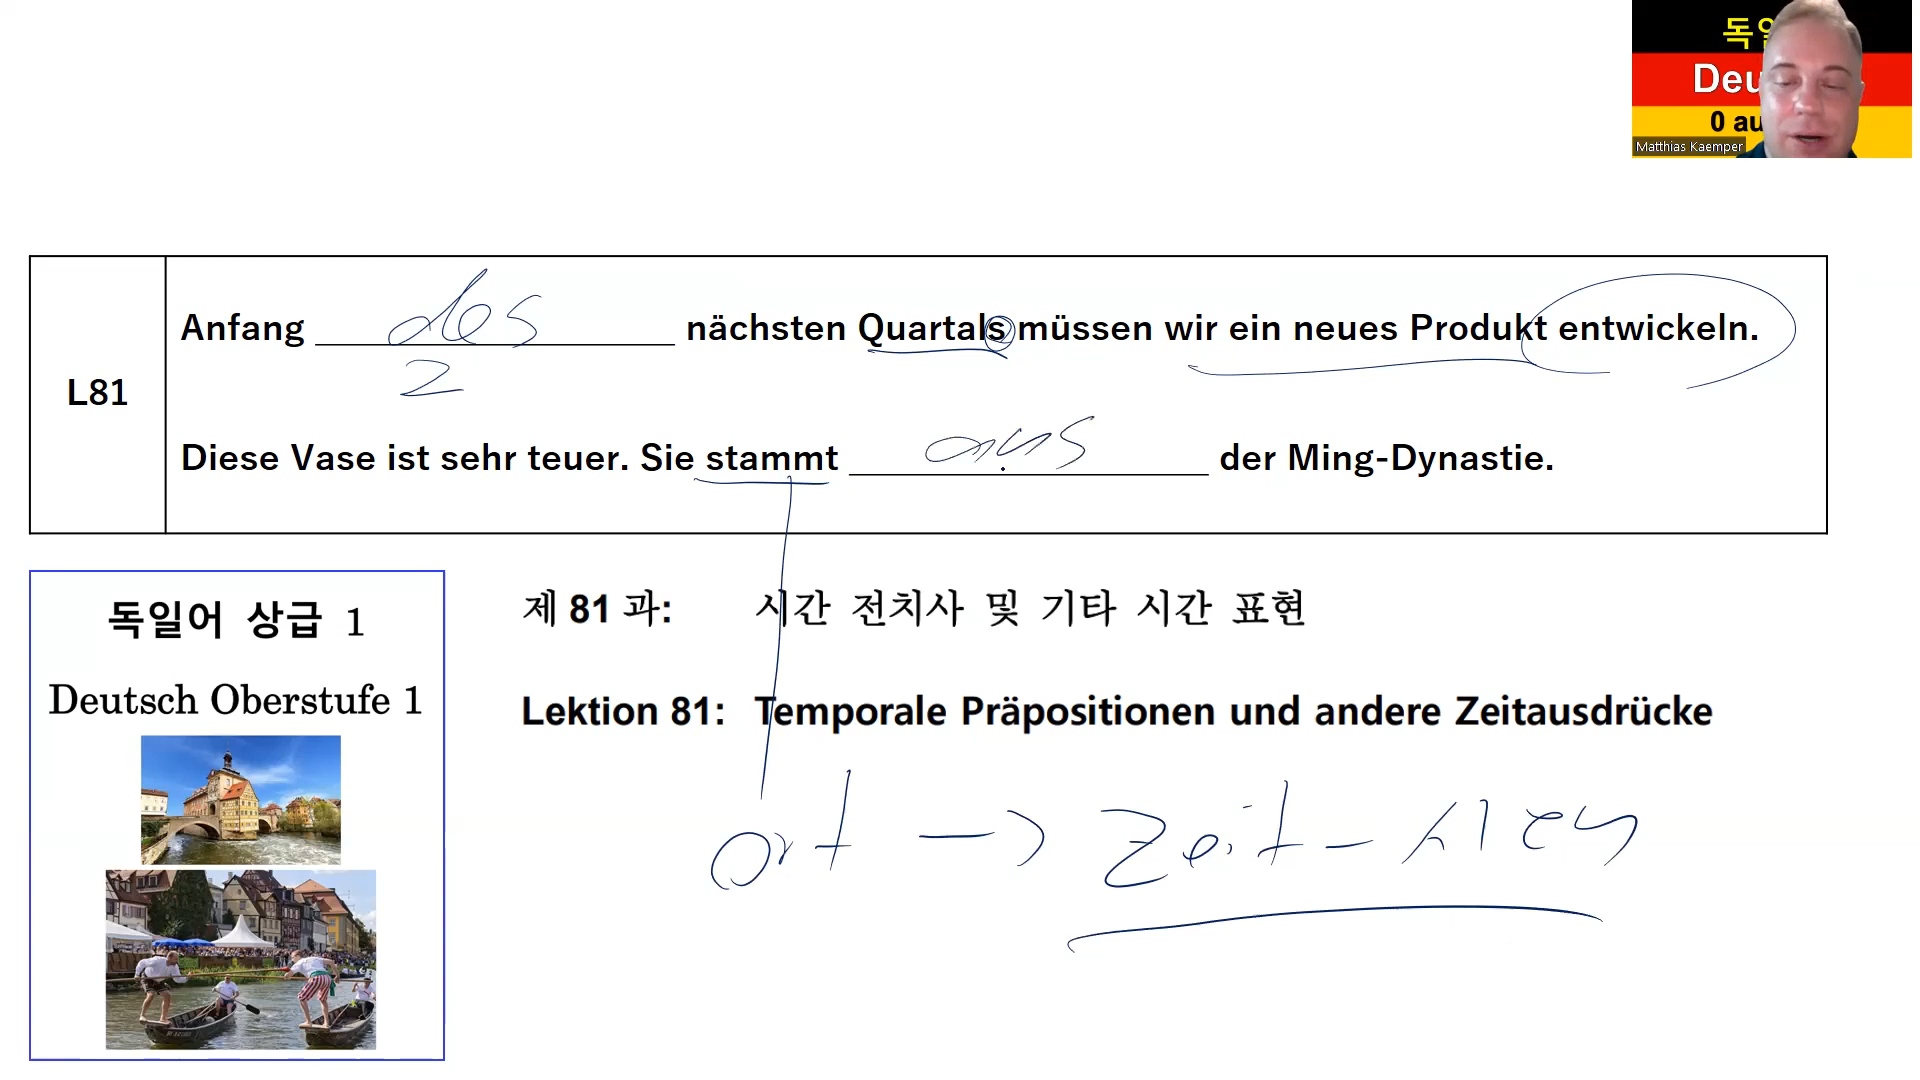 독일
Deu
0 au
Matthias Kaemper
L81
Anfang des nächsten Quartals müssen wir ein neues Produkt entwickeln.
2
Diese Vase ist sehr teuer. Sie stammt aus der Ming-Dynastie.
독일어 상급 1
Deutsch Oberstufe 1
제 81 과: 시간 전치사 및 기타 시간 표현
Lektion 81: Temporale Präpositionen und andere Zeitausdrücke
Ort → Zeit - 시간